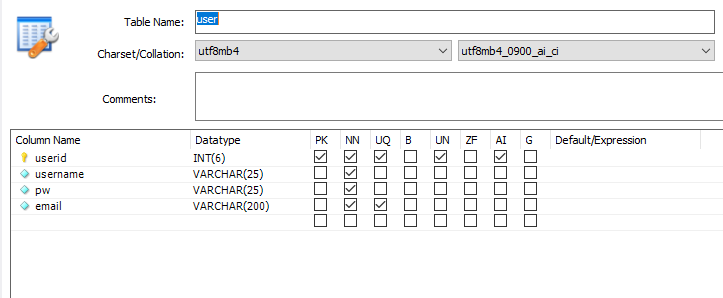 Table Name: user
Charset/Collation: utf8mb4 utf8mb4_0900_ai_ci
Comments:
Column Name Datatype PK NN UQ B UN ZF AI G Default/Expression
userid INT(6)
username VARCHAR(25)
pw VARCHAR(25)
email VARCHAR(200)